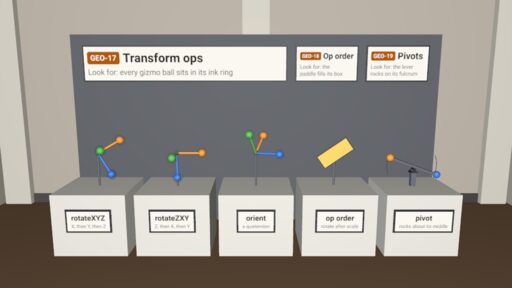 GEO-17 Transform ops
Look for: every gizmo ball sits in its ink ring
GEO-18 Op order
Look for: the
paddle fills its box
GEO-19 Pivots
Look for: the lever
rocks on its fulcrum
rotateXYZ
X, then Y, then Z
rotateZXY
Z, then X, then Y
orient
a quaternion
op order
rotate after scale
pivot
rocks about its middle